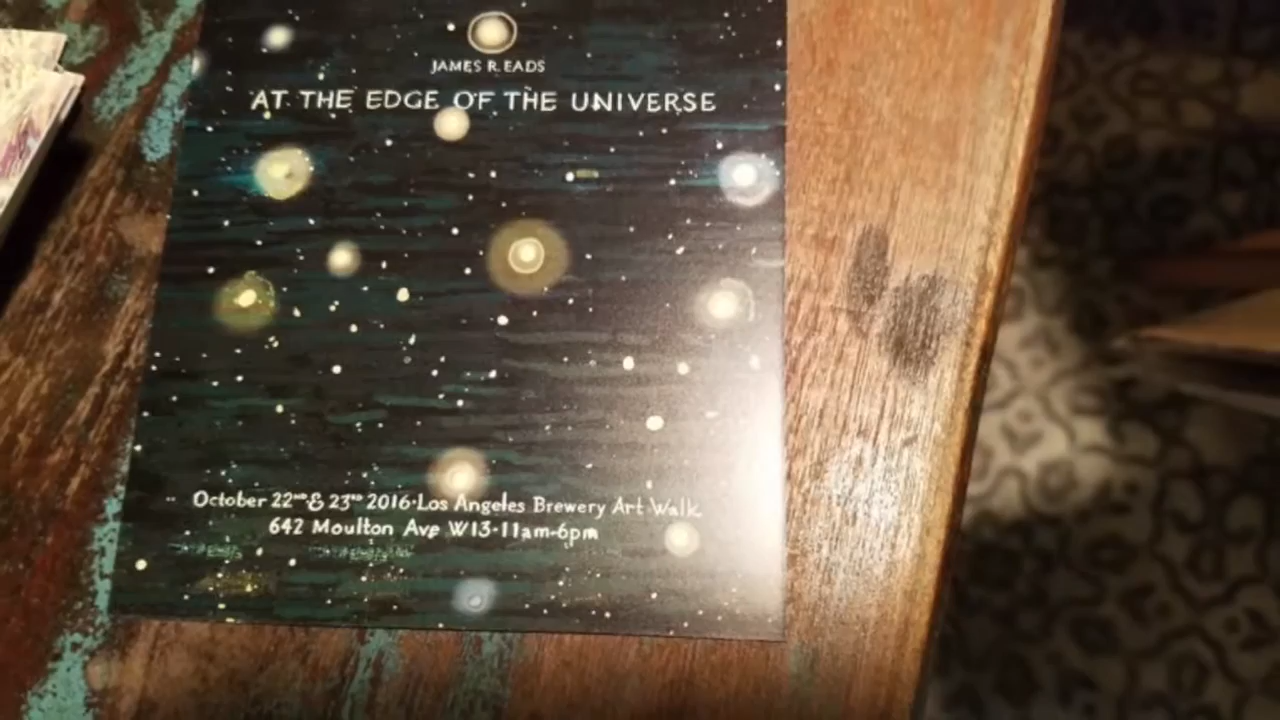 JAMES R. EADS
AT THE EDGE OF THE UNIVERSE
October 22ND & 23RD 2016·Los Angeles Brewery Art Walk
642 Moulton Ave W13·11am-6pm